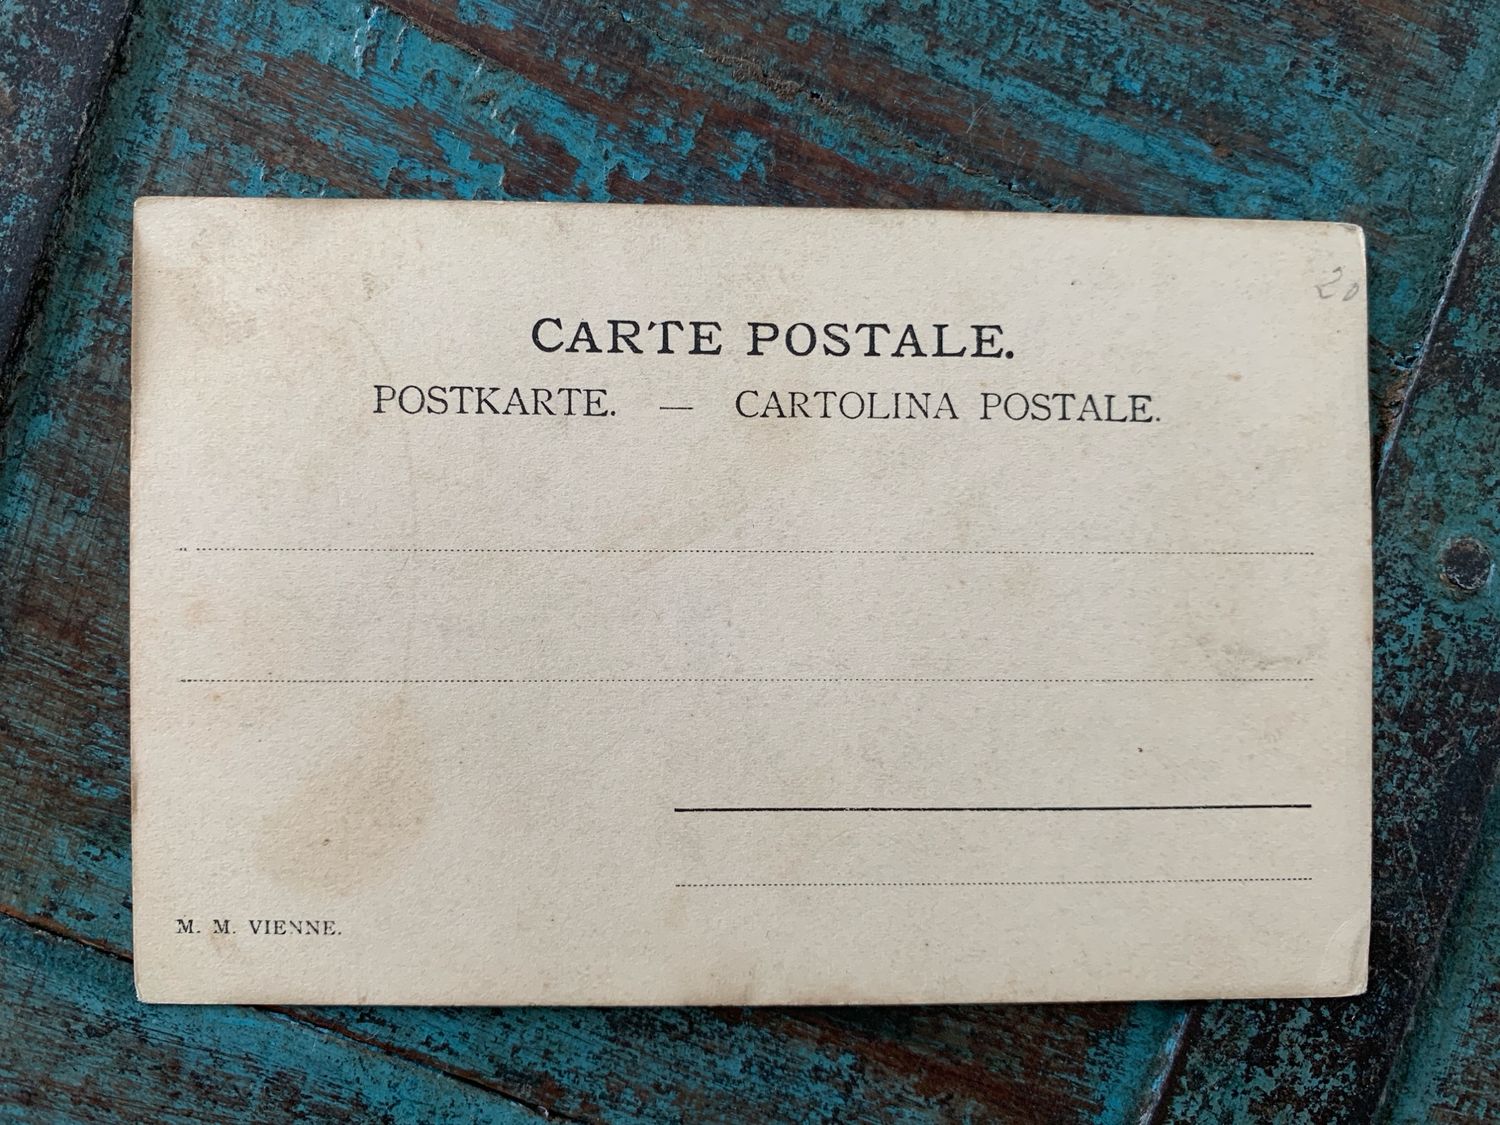 20
CARTE POSTALE.
POSTKARTE. — CARTOLINA POSTALE.
M. M. VIENNE.